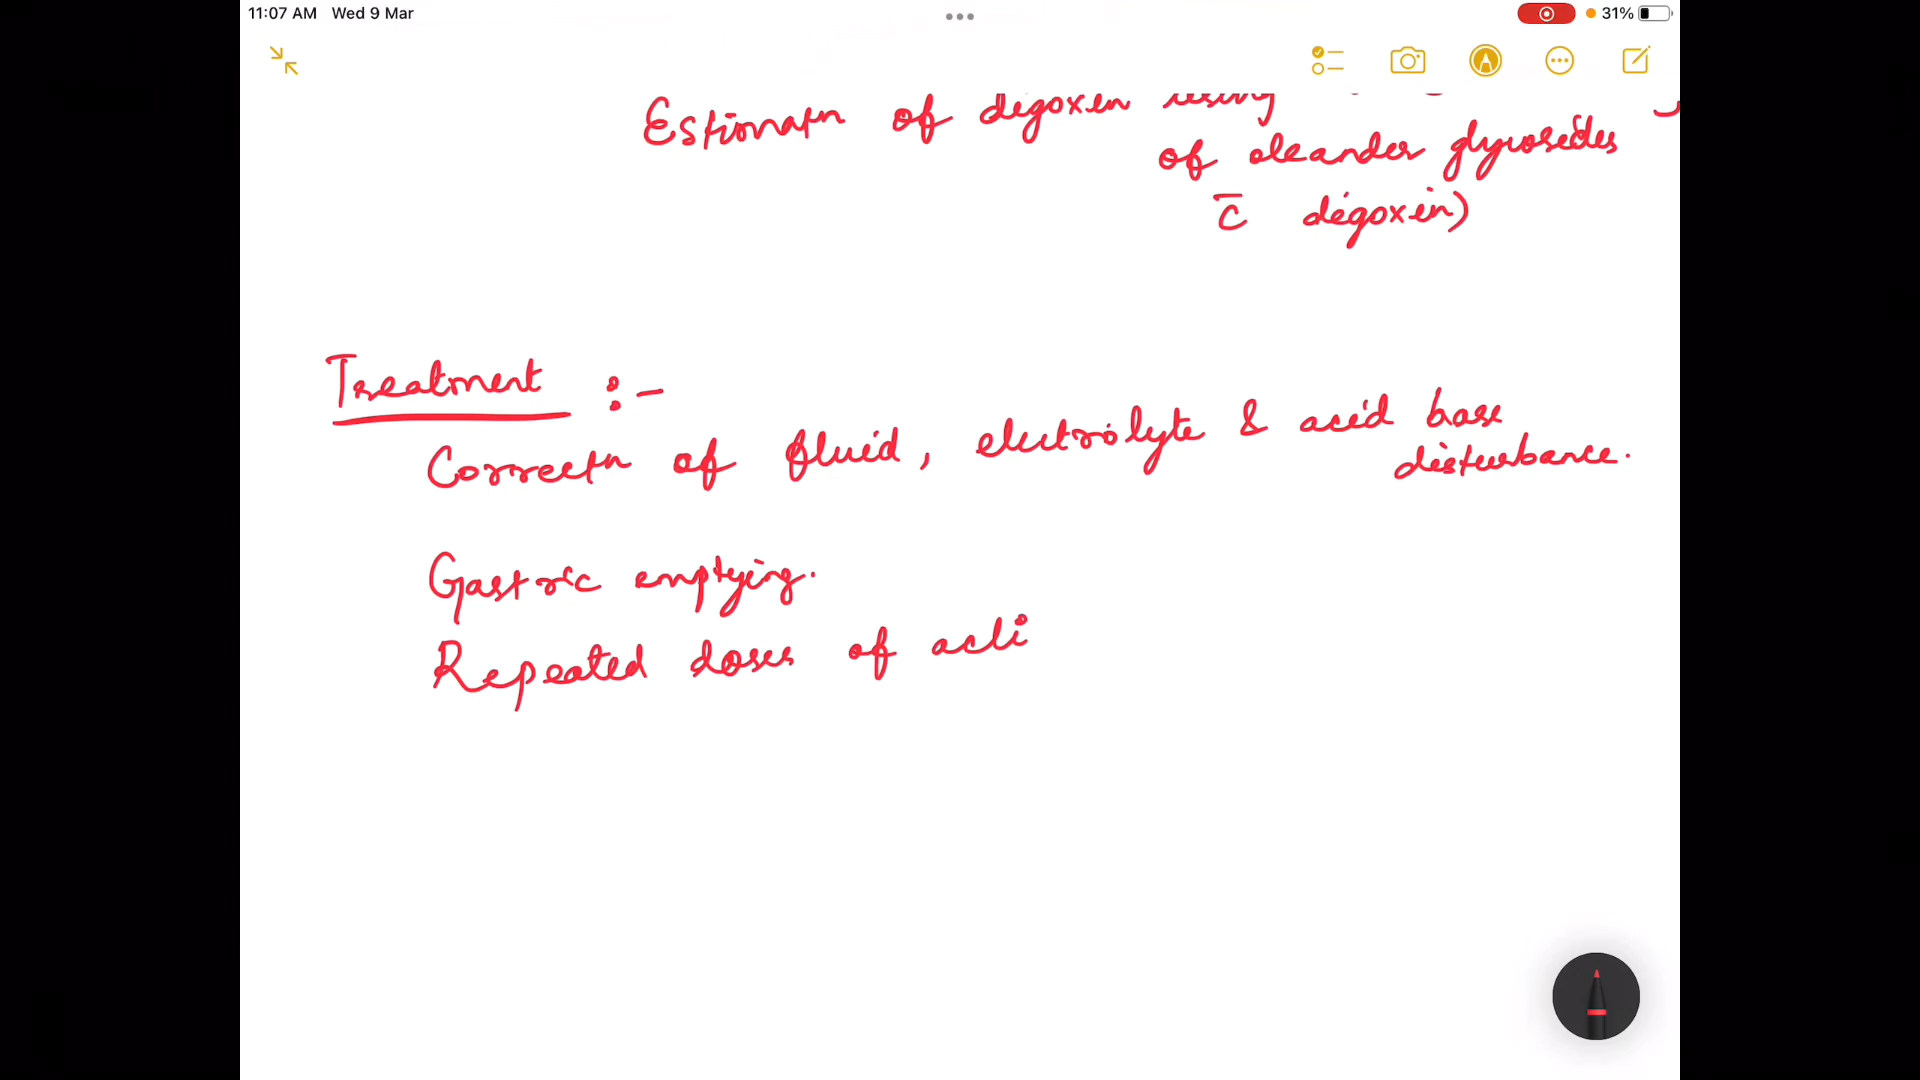 11:07 AM Wed 9 Mar
31%
Estimatn of digoxin using
of oleander glycosides
c̄ digoxin)
Treatment :-
Correctn of fluid, electrolyte & acid base
disturbance.
Gastric emptying.
Repeated doses of acti